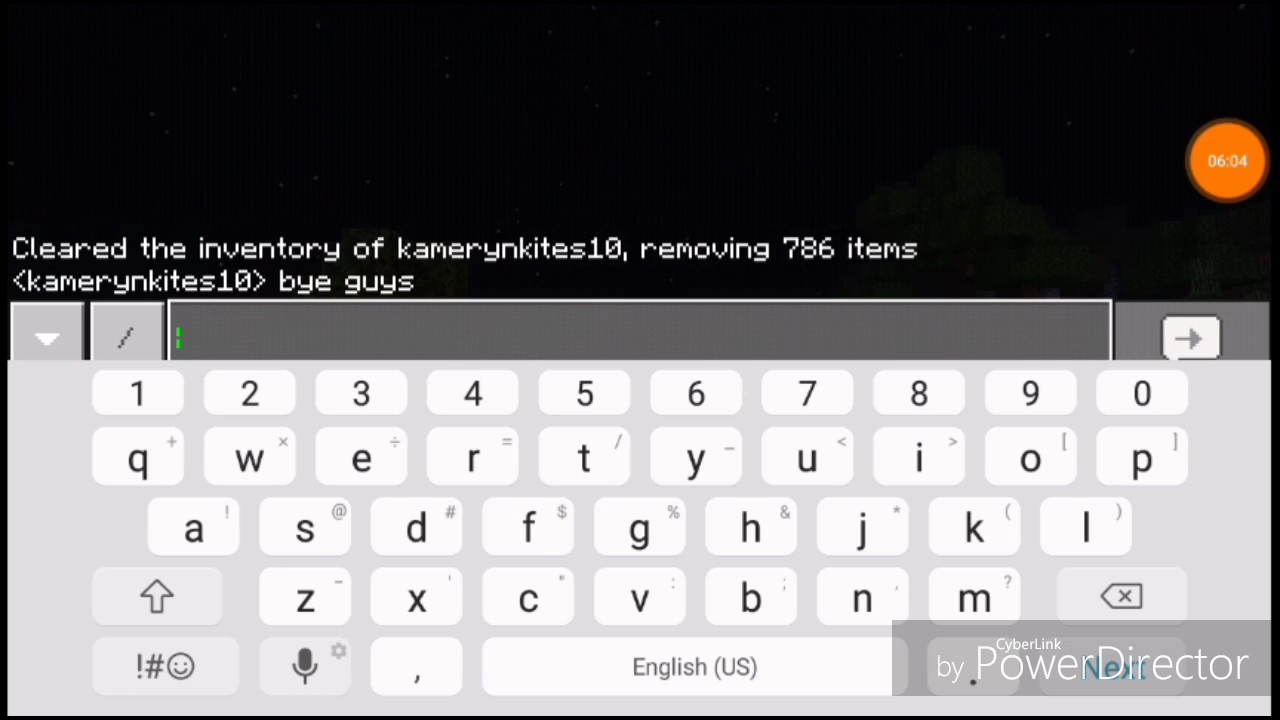 06:04
Cleared the inventory of kamerynkites10, removing 786 items
<kamerynkites10> bye guys
/
1 2 3 4 5 6 7 8 9 0
q + w × e ÷ r = t / y _ u < i > o [ p ]
a ! s @ d # f $ g % h & j * k ( l )
z - x ' c " v : b ; n , m ?
!#☺ , English (US) . Next
CyberLink
by PowerDirector